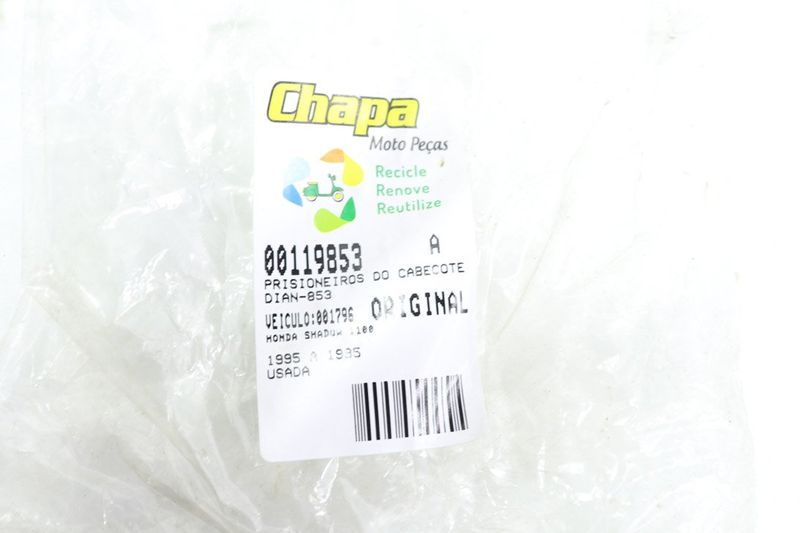 Chapa
Moto Peças
Recicle
Renove
Reutilize
00119853 A
PRISIONEIROS DO CABECOTE
DIAN-853
VEICULO:001796 ORIGINAL
HONDA SHADOW 1100
1995 A 1995
USADA